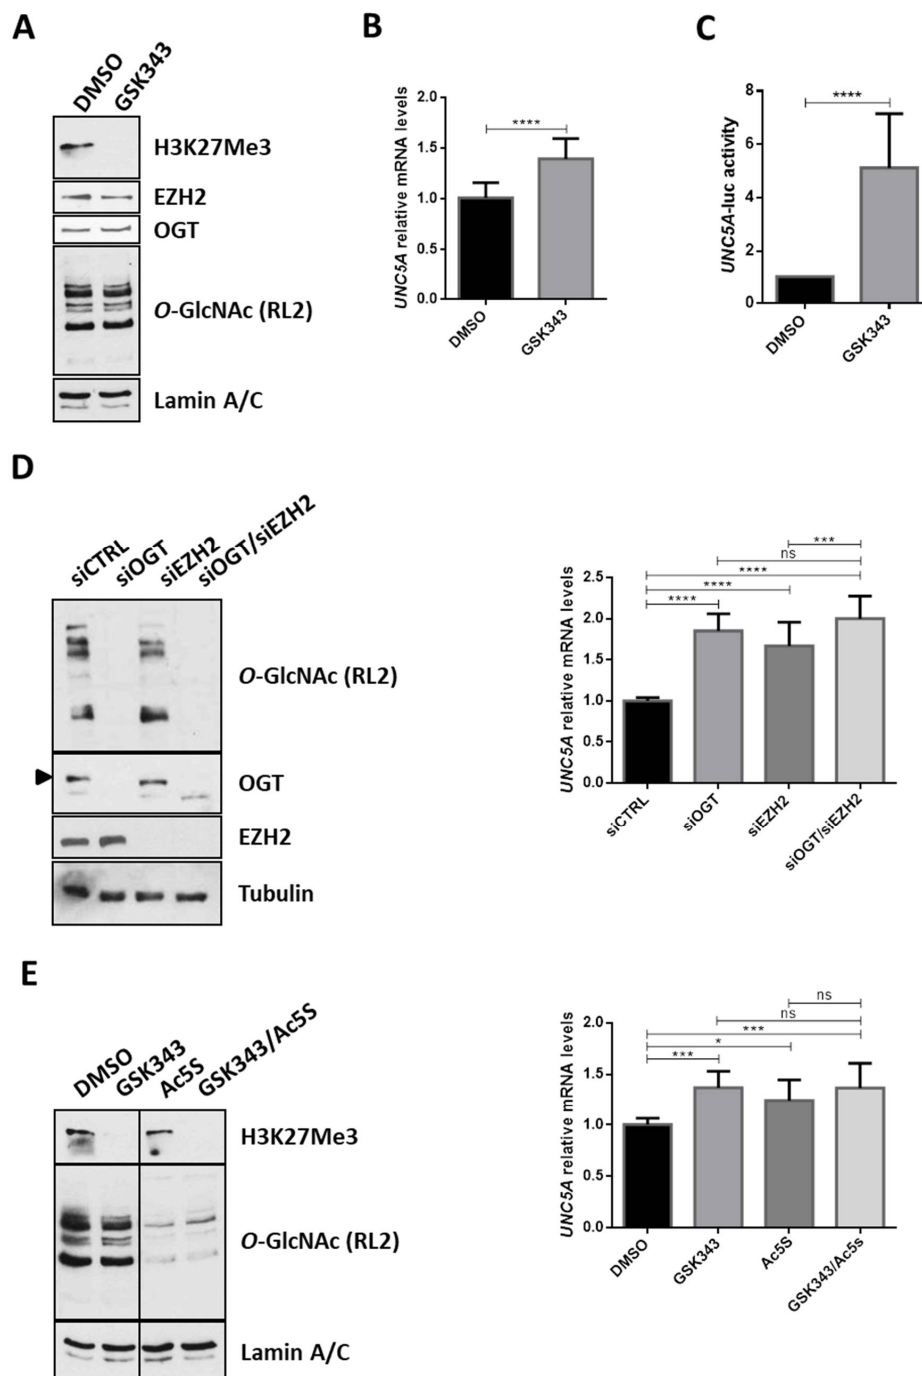 A
DMSO
GSK343
H3K27Me3
EZH2
OGT
O-GlcNAc (RL2)
Lamin A/C
B
UNC5A relative mRNA levels
2.0
1.5
1.0
0.5
0.0
****
DMSO
GSK343
C
UNC5A-luc activity
8
6
4
2
0
****
DMSO
GSK343
D
siCTRL
siOGT
siEZH2
siOGT/siEZH2
O-GlcNAc (RL2)
OGT
EZH2
Tubulin
UNC5A relative mRNA levels
2.5
2.0
1.5
1.0
0.5
0.0
***
ns
****
****
****
siCTRL
siOGT
siEZH2
siOGT/siEZH2
E
DMSO
GSK343
Ac5S
GSK343/Ac5S
H3K27Me3
O-GlcNAc (RL2)
Lamin A/C
UNC5A relative mRNA levels
2.0
1.5
1.0
0.5
0.0
ns
ns
***
*
***
DMSO
GSK343
Ac5S
GSK343/Ac5s